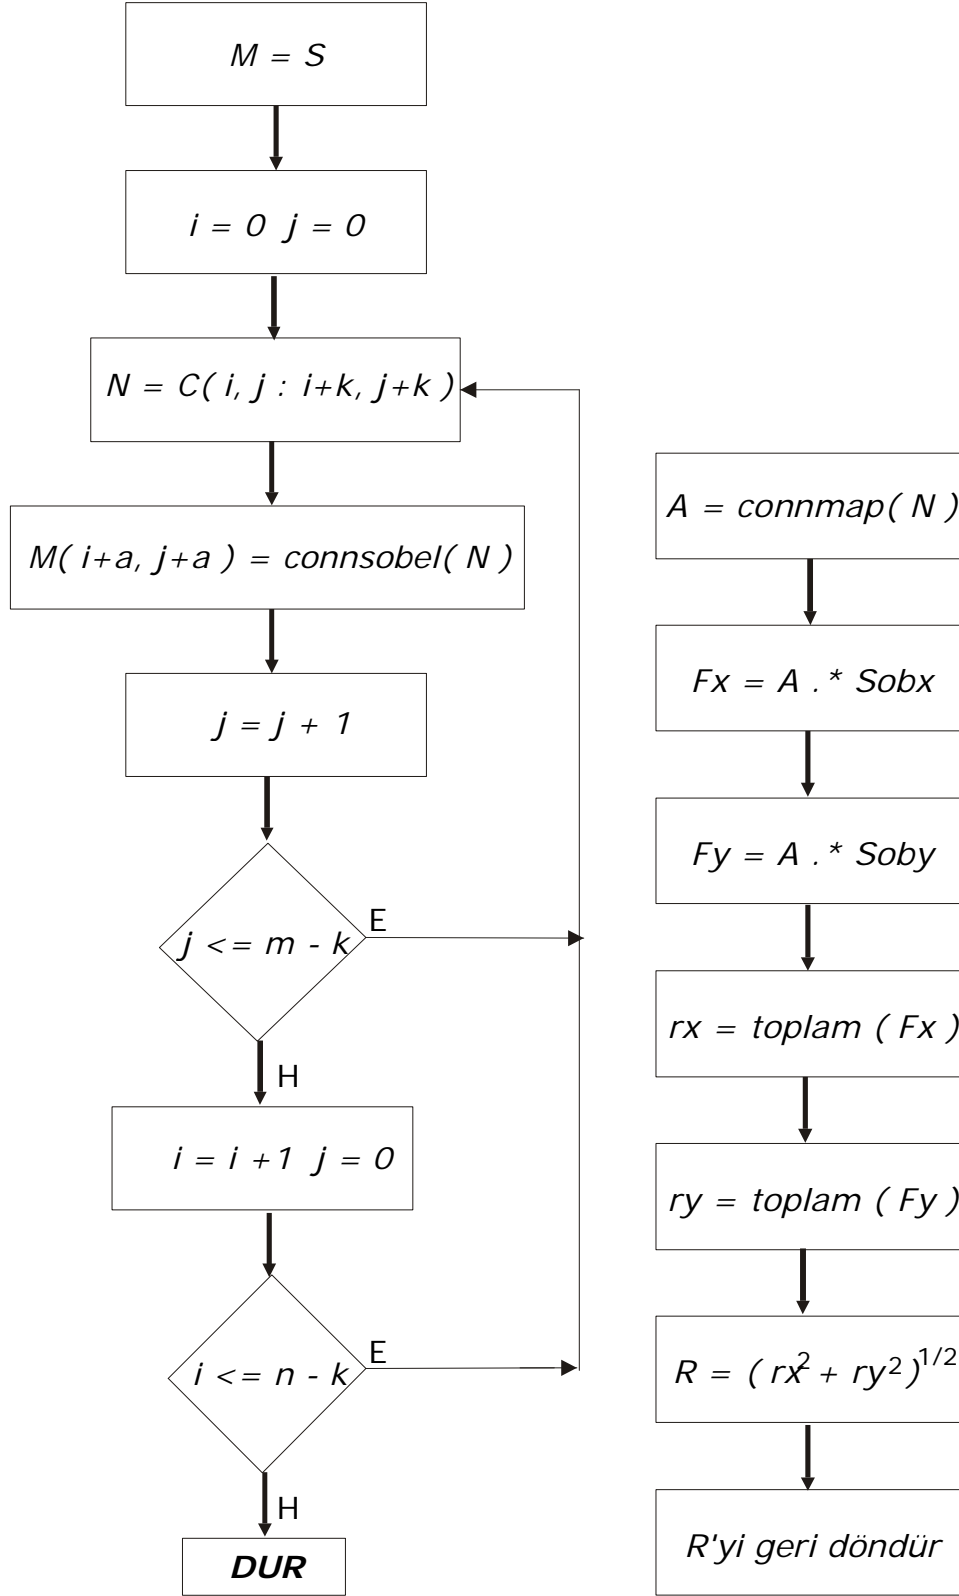 M = S
i = 0 j = 0
N = C( i, j : i+k, j+k )
M( i+a, j+a ) = connsobel( N )
j = j + 1
j <= m - k
E
H
i = i +1 j = 0
i <= n - k
E
H
DUR
A = connmap( N )
Fx = A .* Sobx
Fy = A .* Soby
rx = toplam ( Fx )
ry = toplam ( Fy )
R = ( rx² + ry² )^1/2
R'yi geri döndür